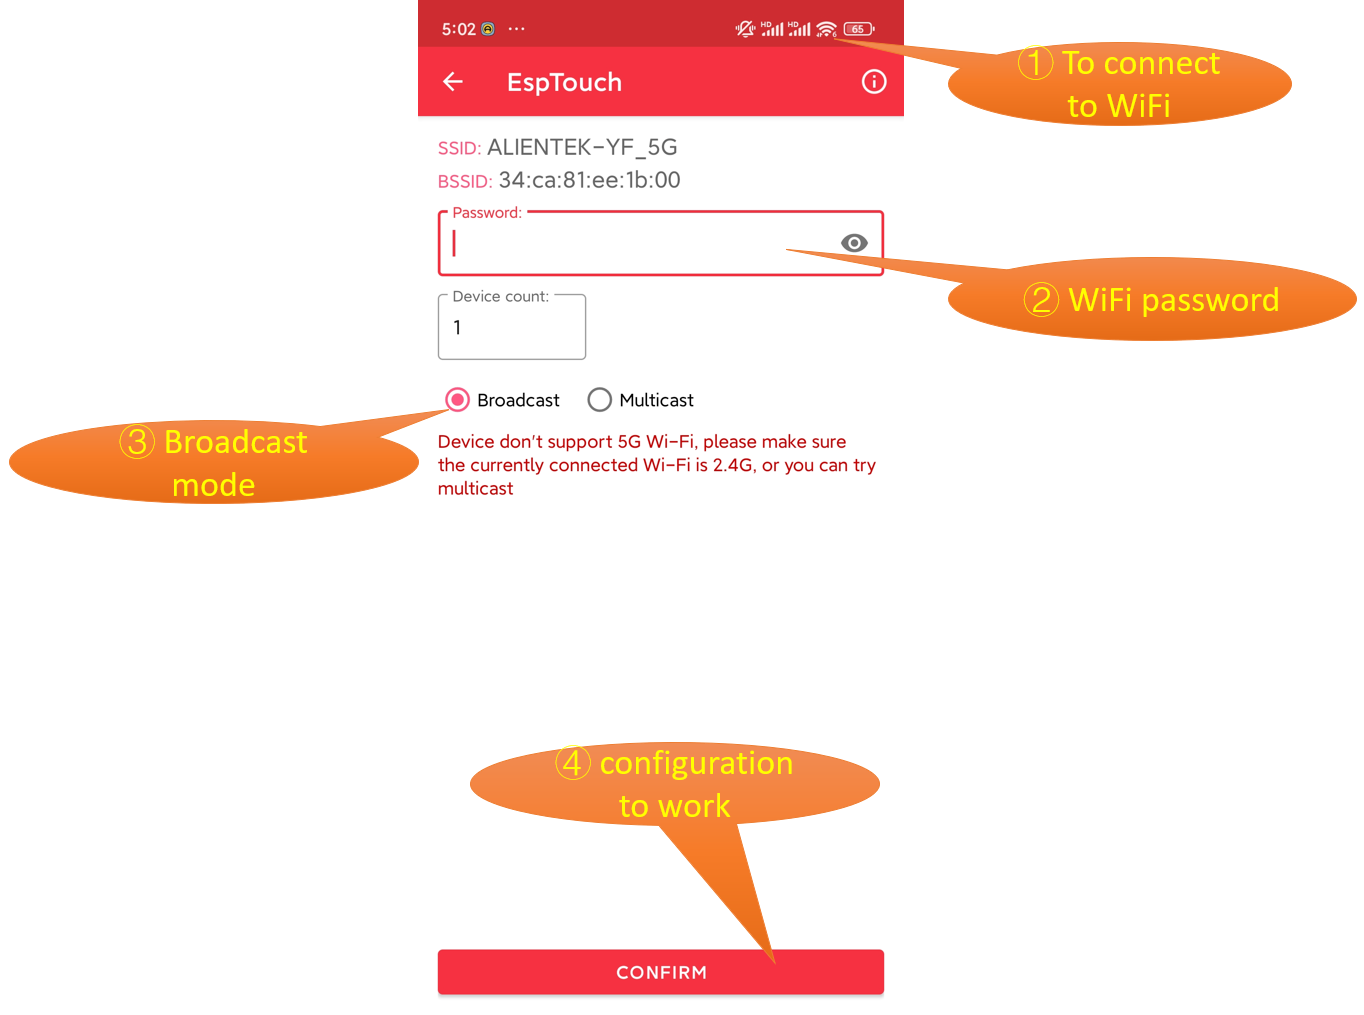 5:02
HD HD 4+ 6 65
① To connect
to WiFi
EspTouch
SSID: ALIENTEK-YF_5G
BSSID: 34:ca:81:ee:1b:00
Password:
② WiFi password
Device count:
1
Broadcast Multicast
③ Broadcast
mode
Device don't support 5G Wi-Fi, please make sure
the currently connected Wi-Fi is 2.4G, or you can try
multicast
④ configuration
to work
CONFIRM